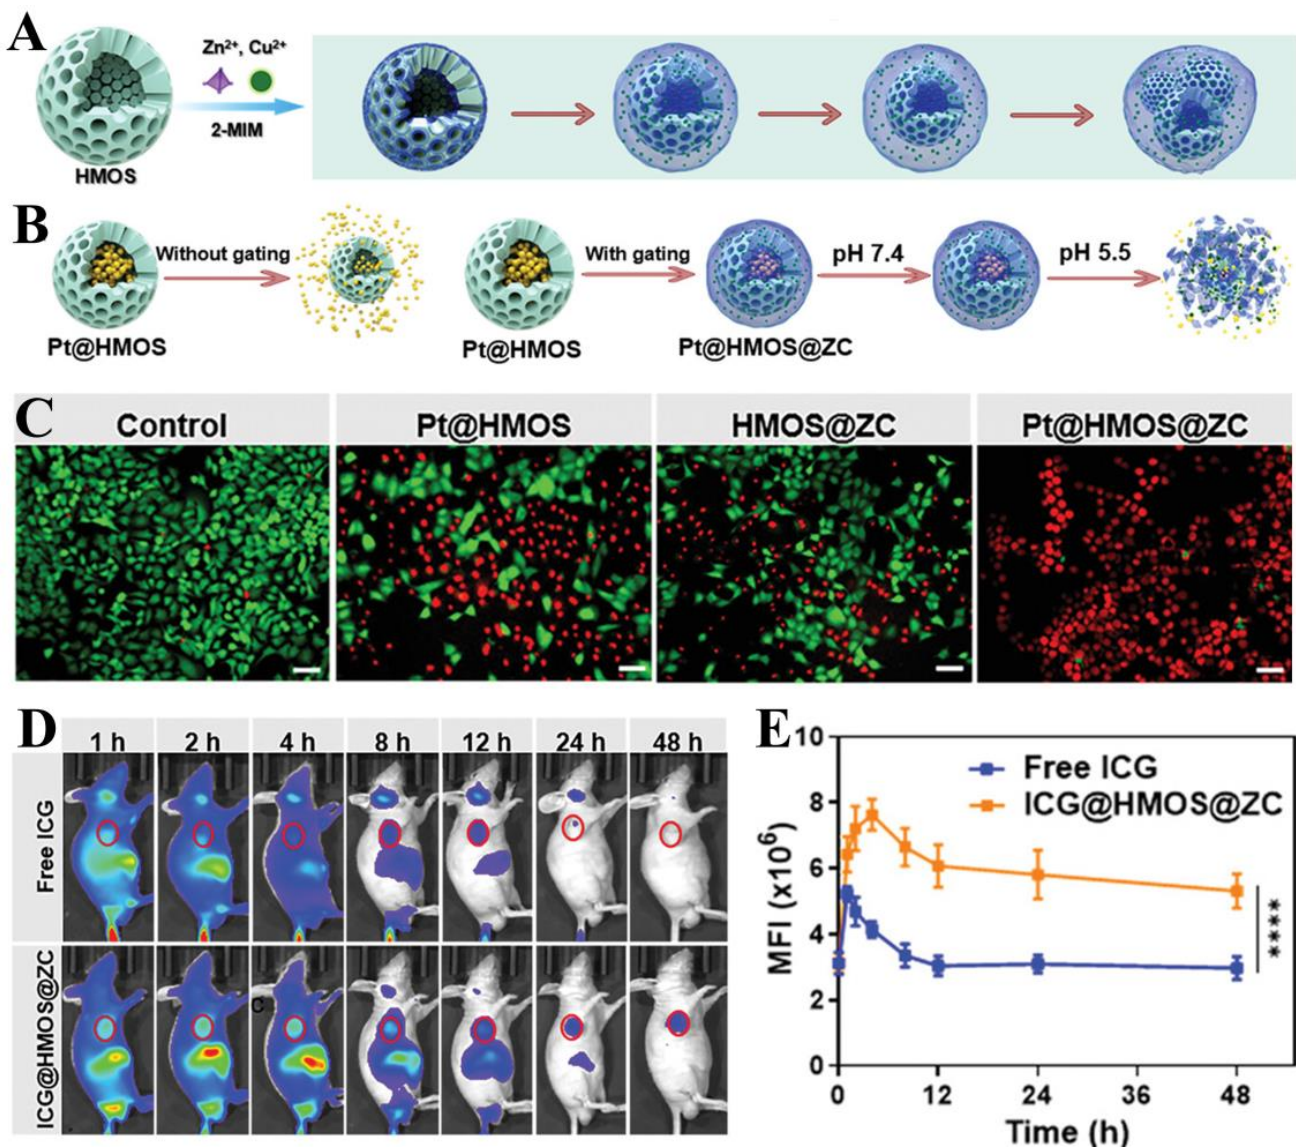 A
Zn²⁺, Cu²⁺
2-MIM
HMOS
B
Without gating
With gating
pH 7.4
pH 5.5
Pt@HMOS
Pt@HMOS
Pt@HMOS@ZC
C
Control
Pt@HMOS
HMOS@ZC
Pt@HMOS@ZC
D
1 h
2 h
4 h
8 h
12 h
24 h
48 h
Free ICG
ICG@HMOS@ZC
C
E
10
8
6
4
2
0
MFI (x10⁶)
Free ICG
ICG@HMOS@ZC
****
0
12
24
36
48
Time (h)